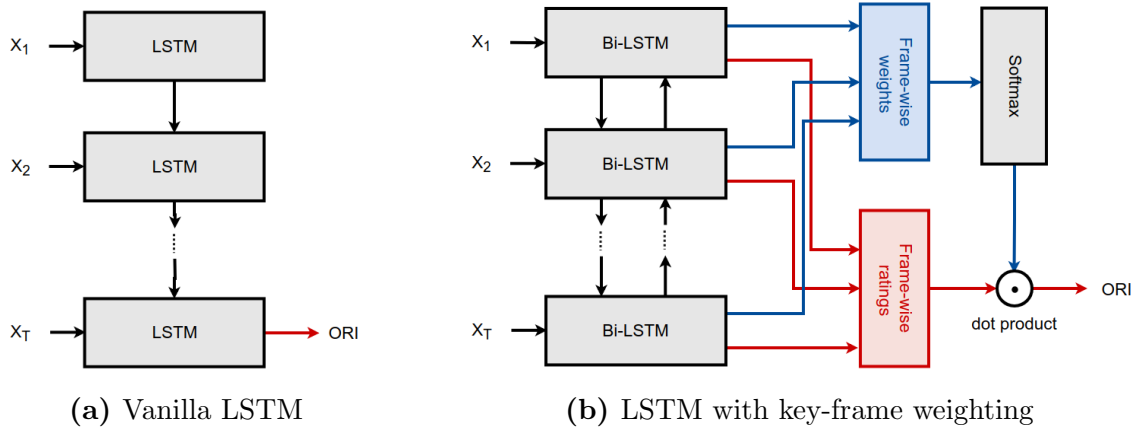 X1
LSTM
X2
LSTM
XT
LSTM
ORI
(a) Vanilla LSTM
X1
Bi-LSTM
X2
Bi-LSTM
XT
Bi-LSTM
Frame-wise
weights
Softmax
Frame-wise
ratings
dot product
ORI
(b) LSTM with key-frame weighting